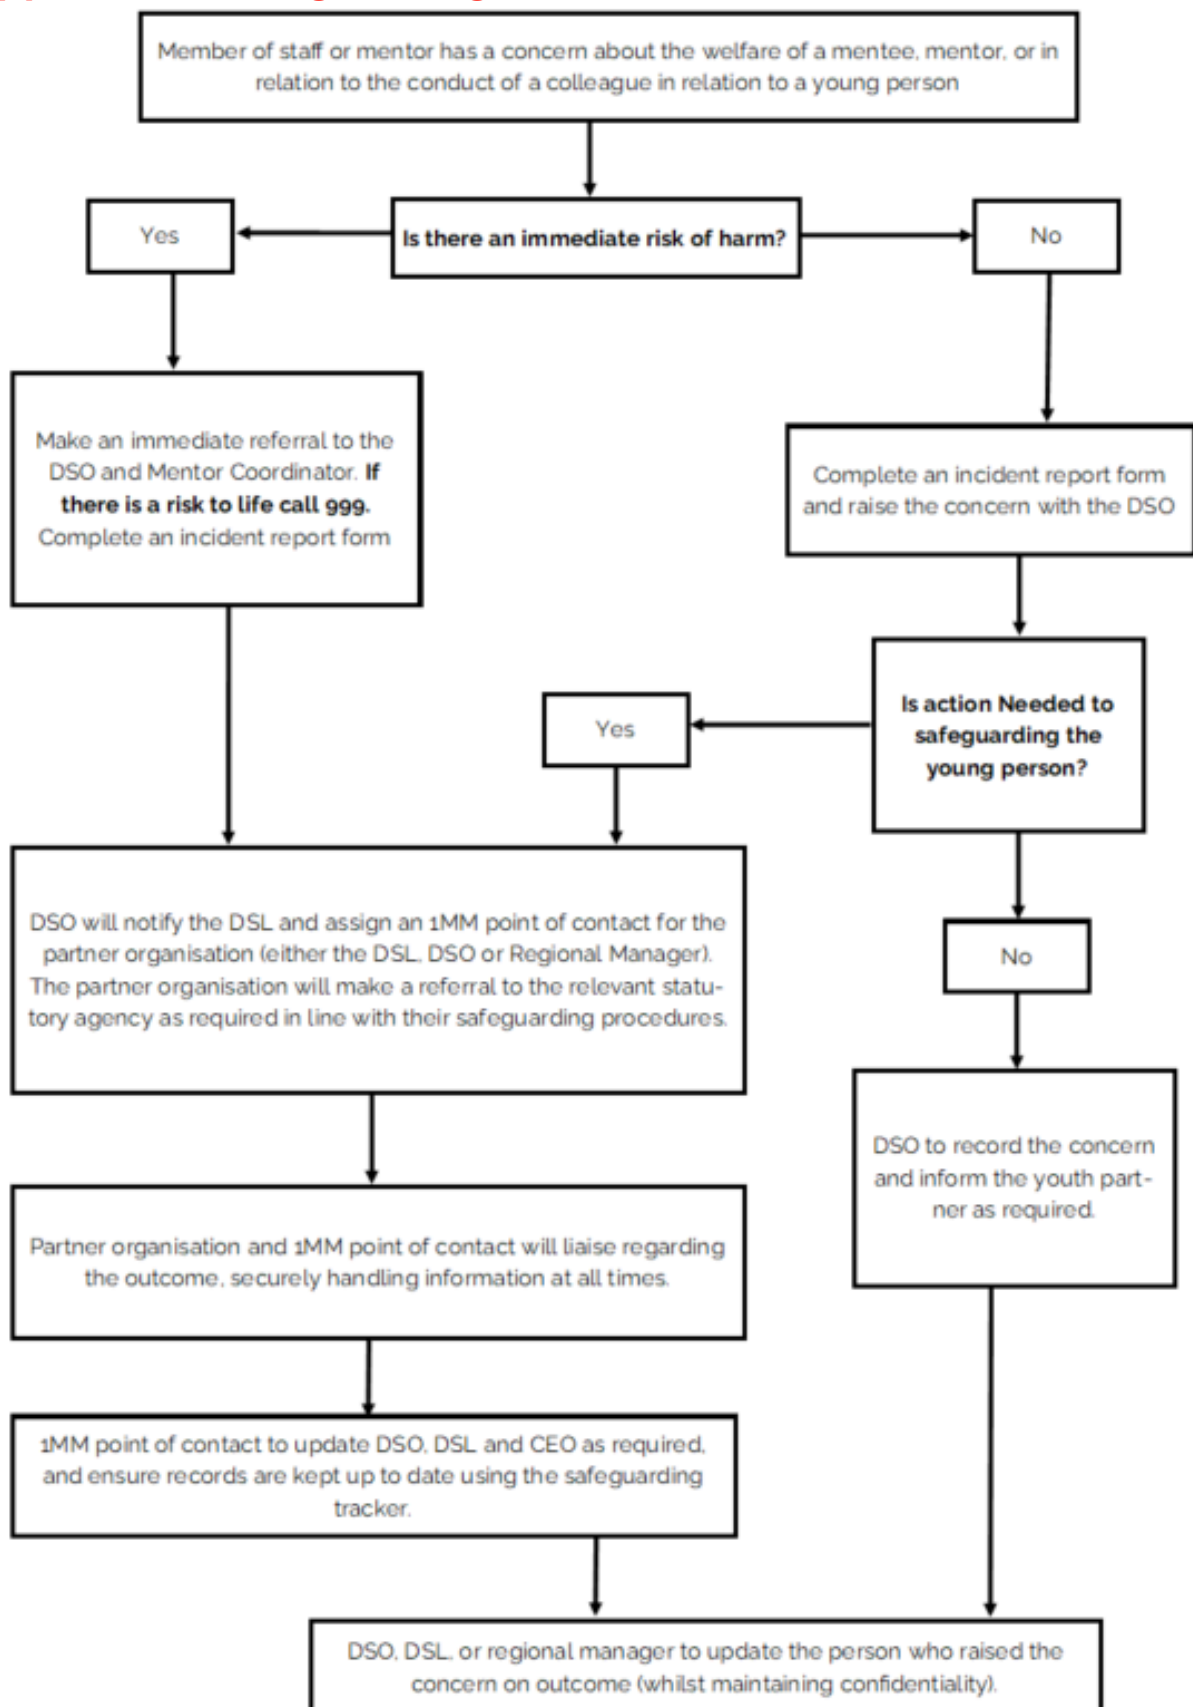 Member of staff or mentor has a concern about the welfare of a mentee, mentor, or in
relation to the conduct of a colleague in relation to a young person
Yes
Is there an immediate risk of harm?
No
Make an immediate referral to the
DSO and Mentor Coordinator. If
there is a risk to life call 999.
Complete an incident report form
Complete an incident report form
and raise the concern with the DSO
Is action Needed to
safeguarding the
young person?
Yes
No
DSO will notify the DSL and assign an 1MM point of contact for the
partner organisation (either the DSL, DSO or Regional Manager).
The partner organisation will make a referral to the relevant statu-
tory agency as required in line with their safeguarding procedures.
DSO to record the concern
and inform the youth part-
ner as required.
Partner organisation and 1MM point of contact will liaise regarding
the outcome, securely handling information at all times.
1MM point of contact to update DSO, DSL and CEO as required,
and ensure records are kept up to date using the safeguarding
tracker.
DSO, DSL, or regional manager to update the person who raised the
concern on outcome (whilst maintaining confidentiality).